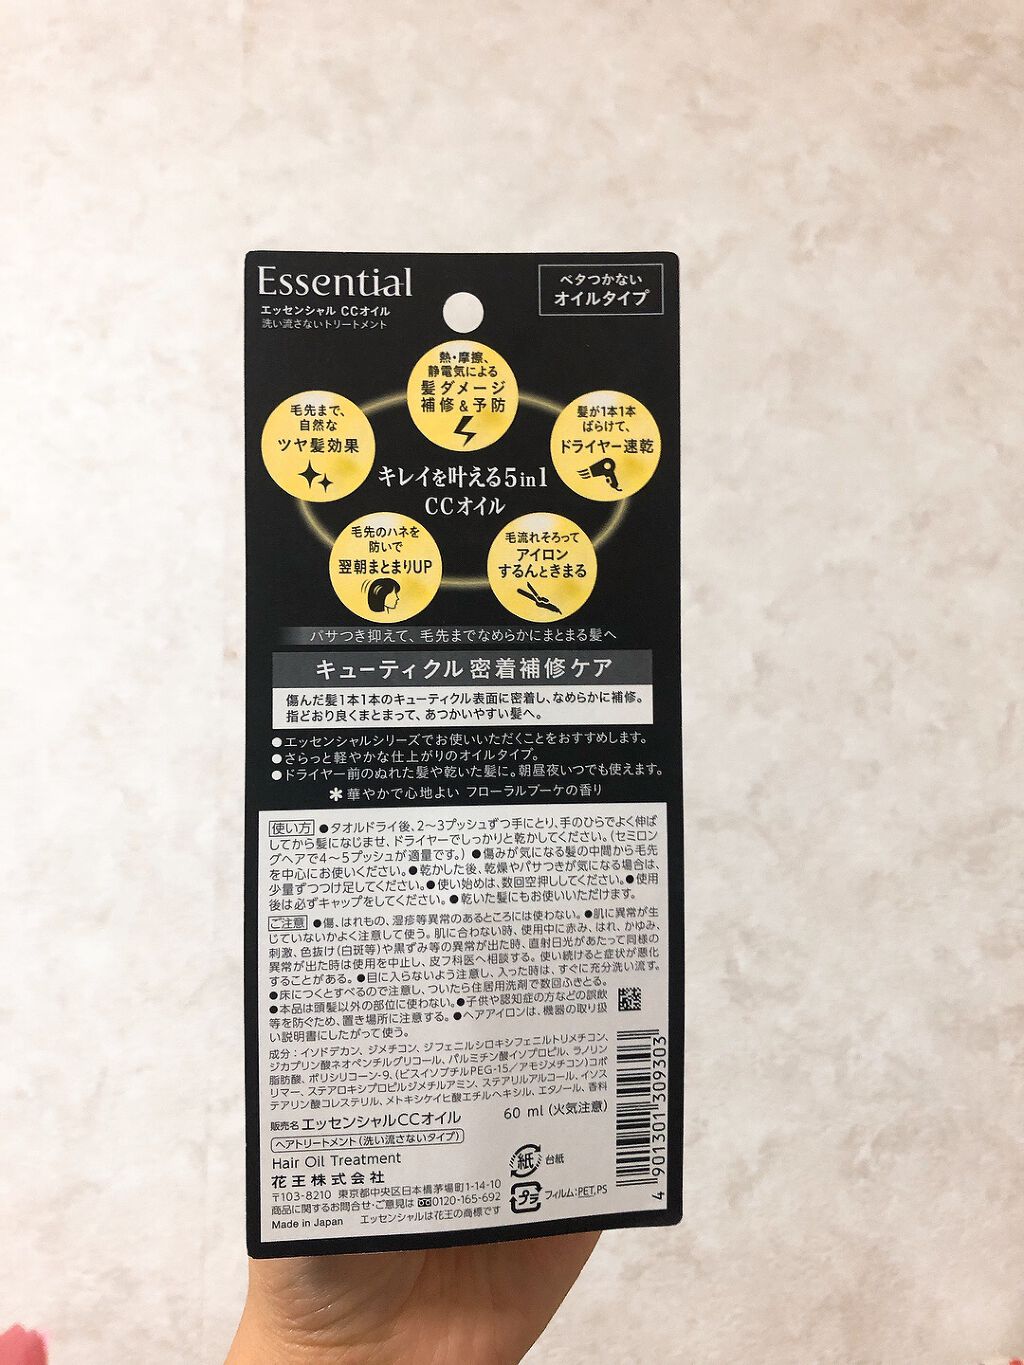 Essential
エッセンシャル CCオイル
洗い流さないトリートメント
ベタつかない
オイルタイプ
熱・摩擦、
静電気による
髪ダメージ
補修&予防
毛先まで、
自然な
ツヤ髪効果
髪が1本1本
ばらけて、
ドライヤー速乾
キレイを叶える5in1
CCオイル
毛先のハネを
防いで
翌朝まとまりUP
毛流れそろって
アイロン
するんときまる
パサつき抑えて、毛先までなめらかにまとまる髪へ
キューティクル 密着補修ケア
傷んだ髪1本1本のキューティクル表面に密着し、なめらかに補修。
指どおり良くまとまって、あつかいやすい髪へ。
●エッセンシャルシリーズでお使いいただくことをおすすめします。
●さらっと軽やかな仕上がりのオイルタイプ。
●ドライヤー前のぬれた髪や乾いた髪に。朝昼夜いつでも使えます。
✻華やかで心地よい フローラルブーケの香り
使い方 ●タオルドライ後、2〜3プッシュずつ手にとり、手のひらでよく伸ば
してから髪になじませ、ドライヤーでしっかりと乾かしてください。(セミロン
グヘアで4〜5プッシュが適量です。) ●傷みが気になる髪の中間から毛先
を中心にお使いください。●乾かした後、乾燥やパサつきが気になる場合は、
少量ずつつけ足してください。●使い始めは、数回空押ししてください。●使用
後は必ずキャップをしてください。●乾いた髪にもお使いいただけます。
ご注意 ●傷、はれもの、湿疹等異常のあるところには使わない。●肌に異常が生
じていないかよく注意して使う。肌に合わない時、使用中に赤み、はれ、かゆみ、
刺激、色抜け(白斑等)や黒ずみ等の異常が出た時、直射日光があたって同様の
異常が出た時は使用を中止し、皮フ科医へ相談する。使い続けると症状が悪化
することがある。●目に入らないよう注意し、入った時は、すぐに充分洗い流す。
●床につくとすべるので注意し、ついたら住居用洗剤で数回ふきとる。
●本品は頭髪以外の部位に使わない。●子供や認知症の方などの誤飲
等を防ぐため、置き場所に注意する。●ヘアアイロンは、機器の取り扱
い説明書にしたがって使う。
成分：イソドデカン、ジメチコン、ジフェニルシロキシフェニルトリメチコン、
ジカプリン酸ネオペンチルグリコール、パルミチン酸イソプロピル、ラノリン
脂肪酸、ポリシリコーン-9、(ビスイソブチルPEG-15/アモジメチコン)コポ
リマー、ステアロキシプロピルジメチルアミン、ステアリルアルコール、イソス
テアリン酸コレステリル、メトキシケイヒ酸エチルヘキシル、エタノール、香料
販売名 エッセンシャルCCオイル
60 ml (火気注意)
ヘアトリートメント(洗い流さないタイプ)
Hair Oil Treatment
花王株式会社
〒103-8210 東京都中央区日本橋茅場町1-14-10
商品に関するお問合せ・ご意見は 0120-165-692
Made in Japan エッセンシャルは花王の商標です
紙 台紙
プラ フィルム:PET,PS
4 901301 309303